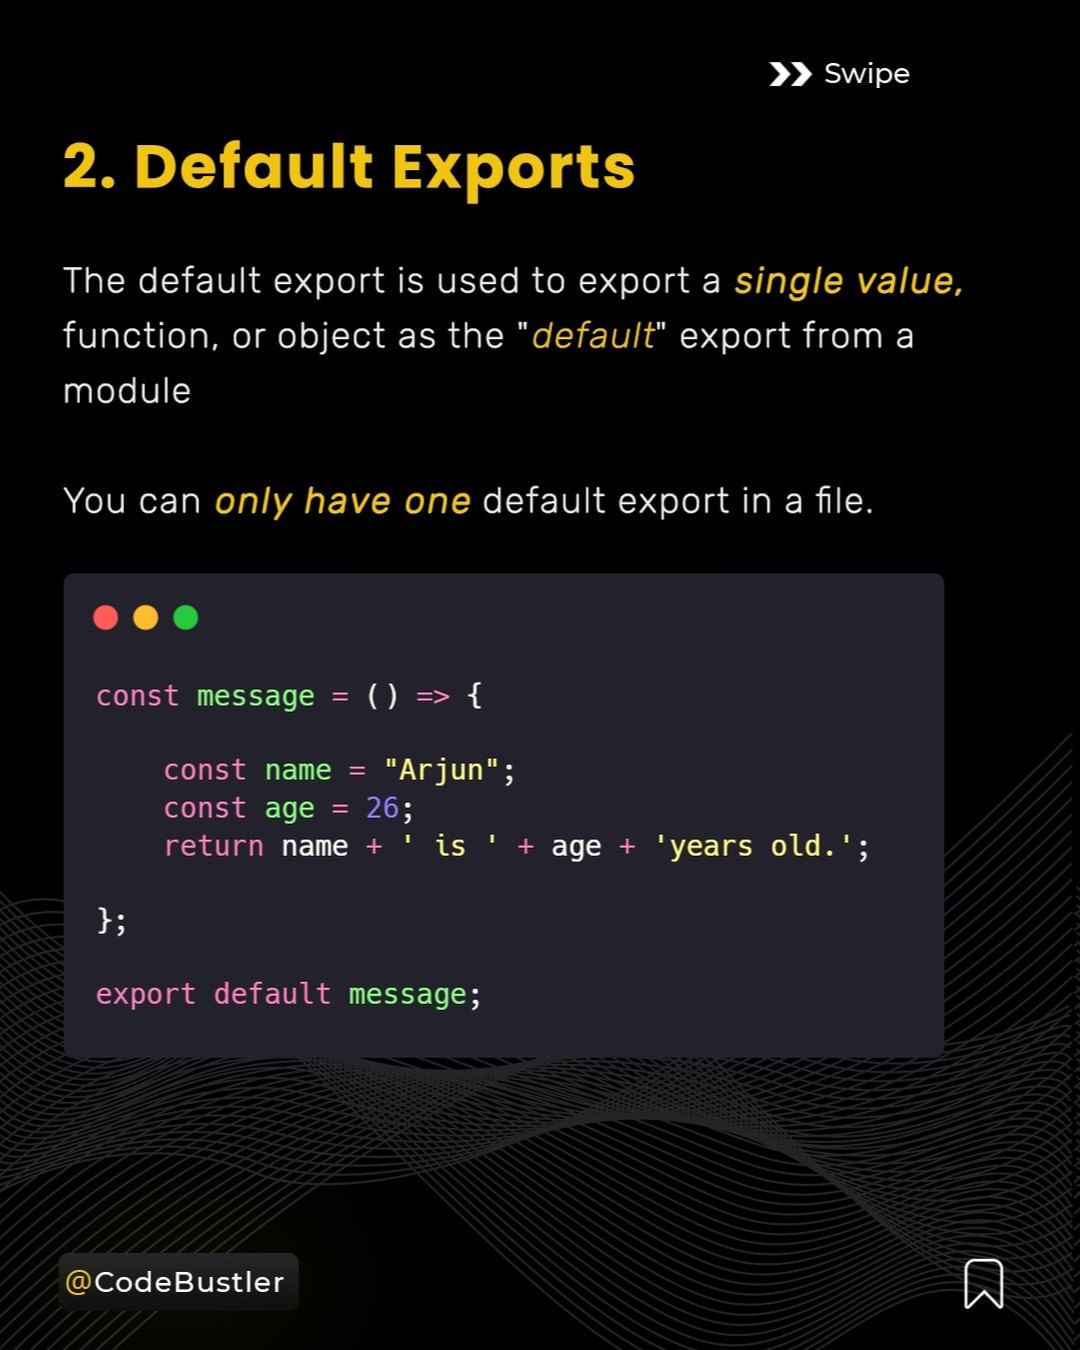 Swipe
2. Default Exports
The default export is used to export a single value,
function, or object as the "default" export from a
module
You can only have one default export in a file.
const message = () => {
    const name = "Arjun";
    const age = 26;
    return name + ' is ' + age + 'years old.';
};
export default message;
@CodeBustler